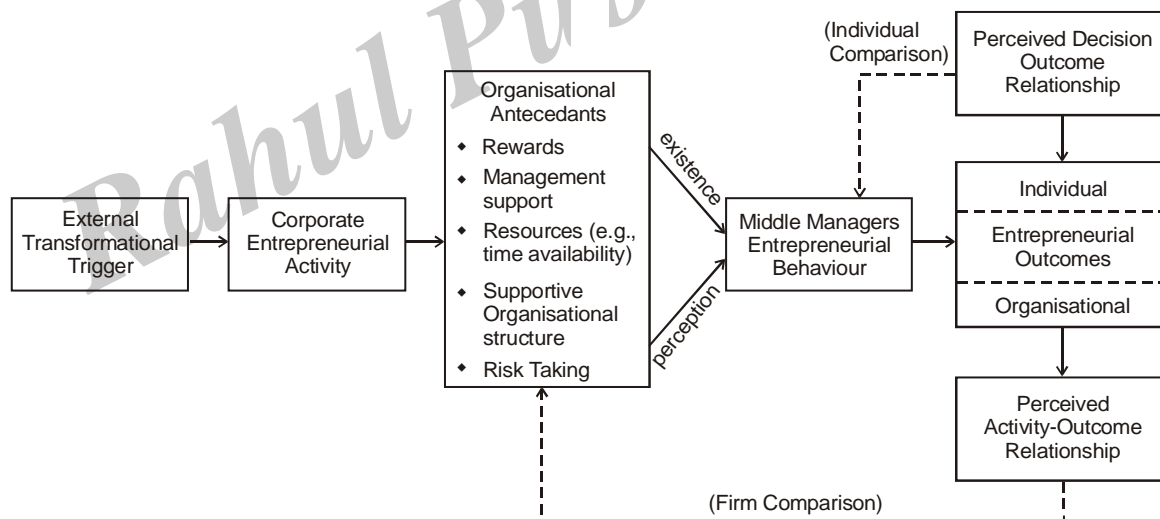 Rahul Pu
(Individual
Comparison)
Perceived Decision
Outcome
Relationship
Organisational
Antecedants
◆ Rewards
◆ Management
support
◆ Resources (e.g.,
time availability)
◆ Supportive
Organisational
structure
◆ Risk Taking
existence
perception
External
Transformational
Trigger
Corporate
Entrepreneurial
Activity
Middle Managers
Entrepreneurial
Behaviour
Individual
Entrepreneurial
Outcomes
Organisational
Perceived
Activity-Outcome
Relationship
(Firm Comparison)